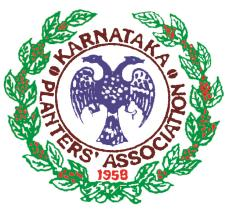 KARNATAKA
PLANTERS' ASSOCIATION
1958